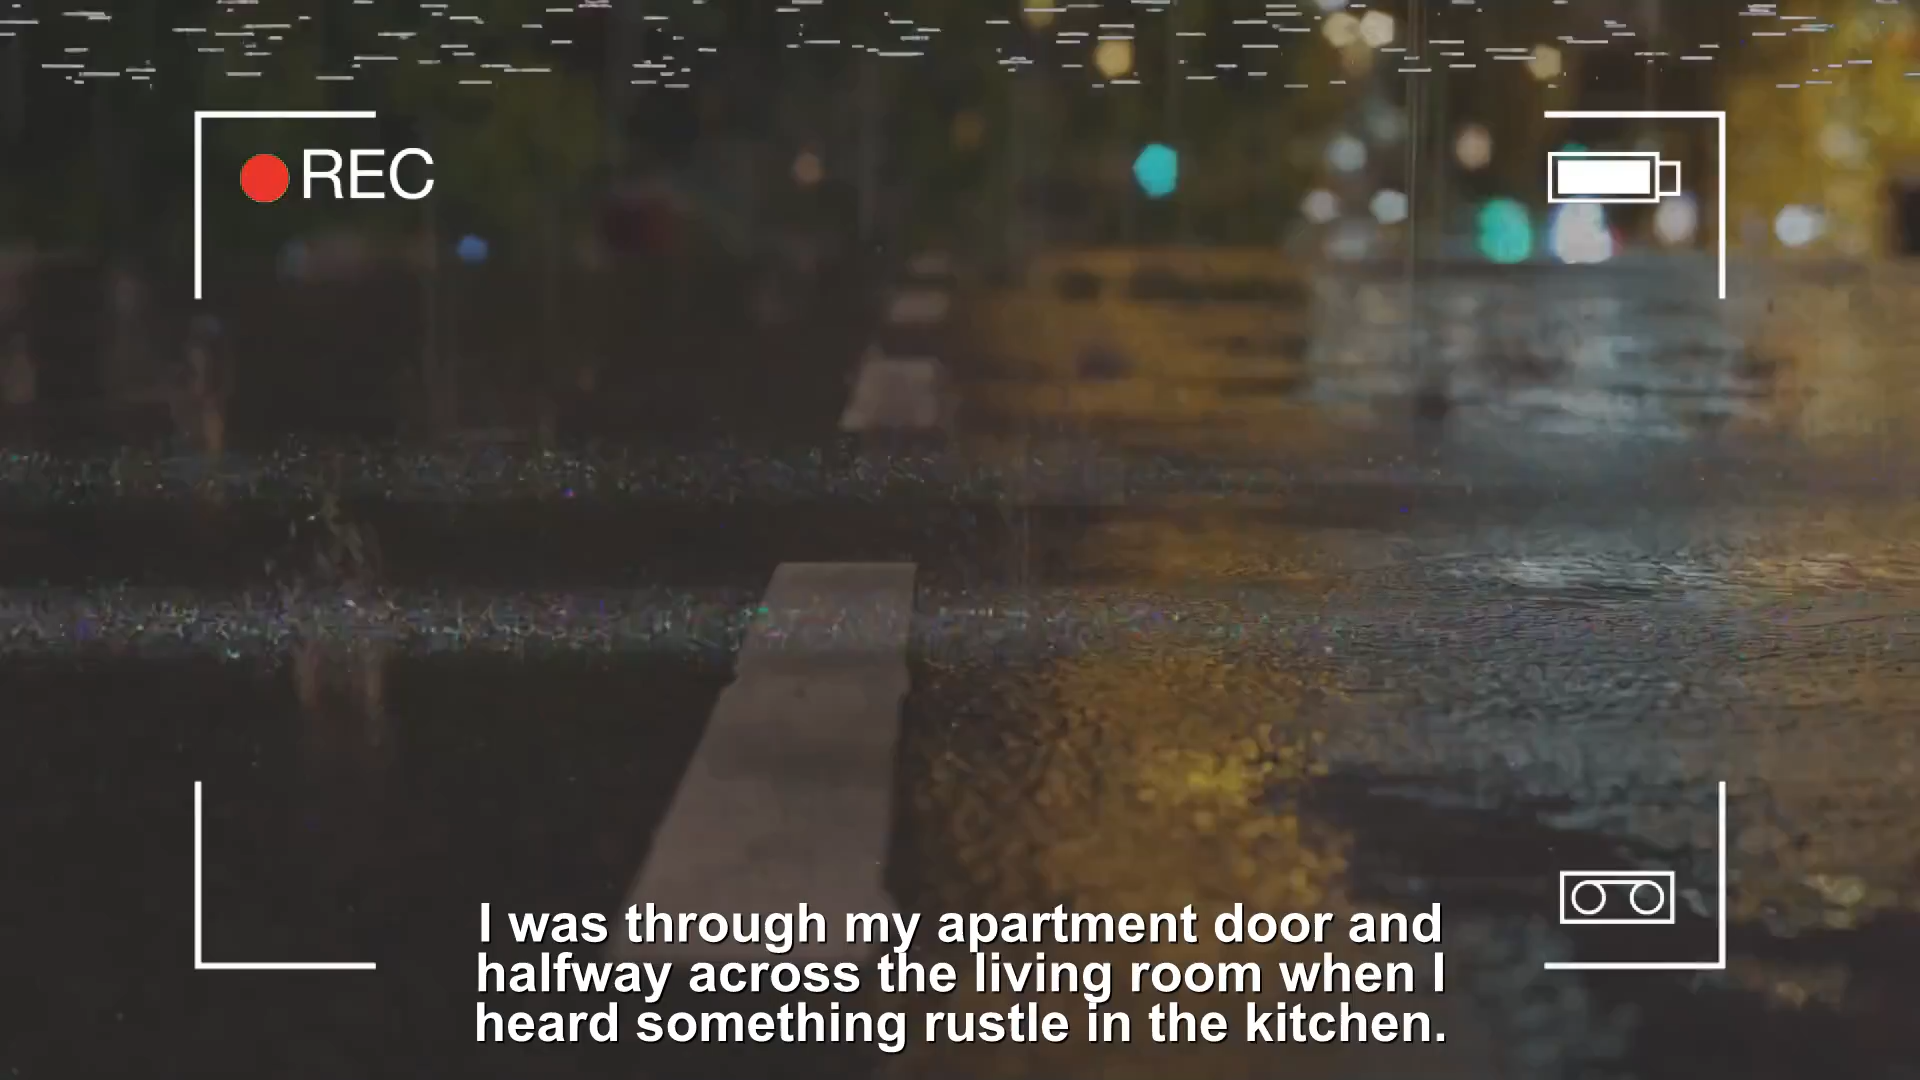 REC
I was through my apartment door and
halfway across the living room when I
heard something rustle in the kitchen.